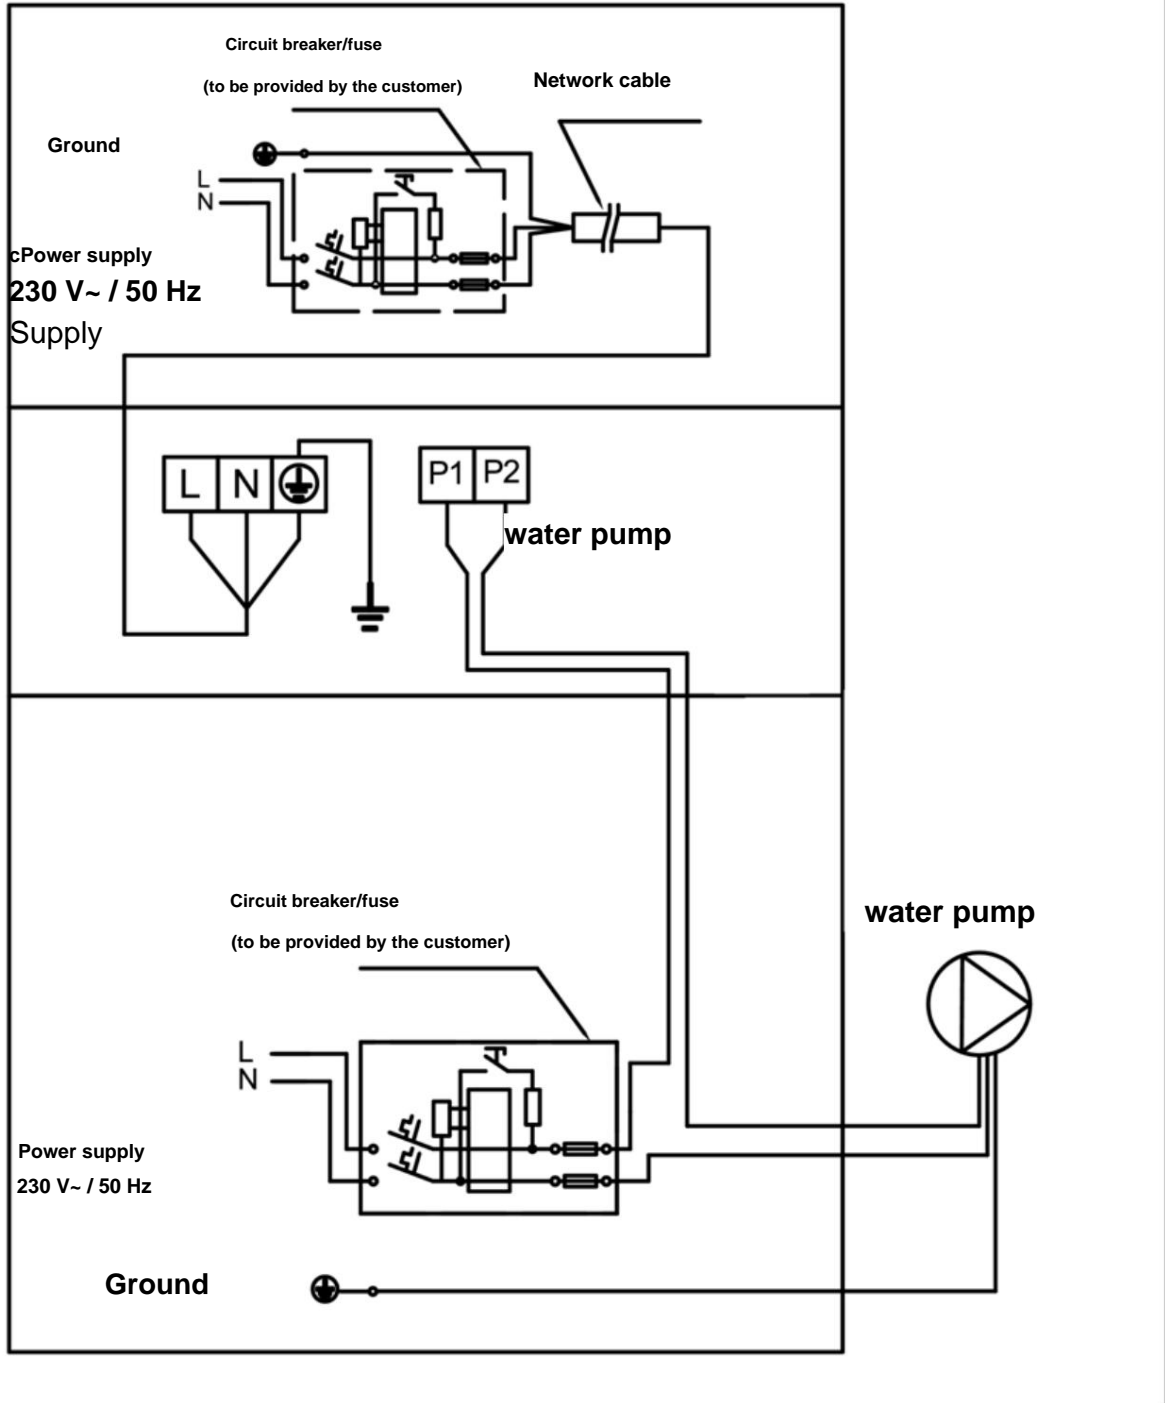 Circuit breaker/fuse
(to be provided by the customer)
Network cable
Ground
L
N
cPower supply
230 V~ / 50 Hz
Supply
L N
P1 P2
water pump
Circuit breaker/fuse
(to be provided by the customer)
water pump
L
N
Power supply
230 V~ / 50 Hz
Ground